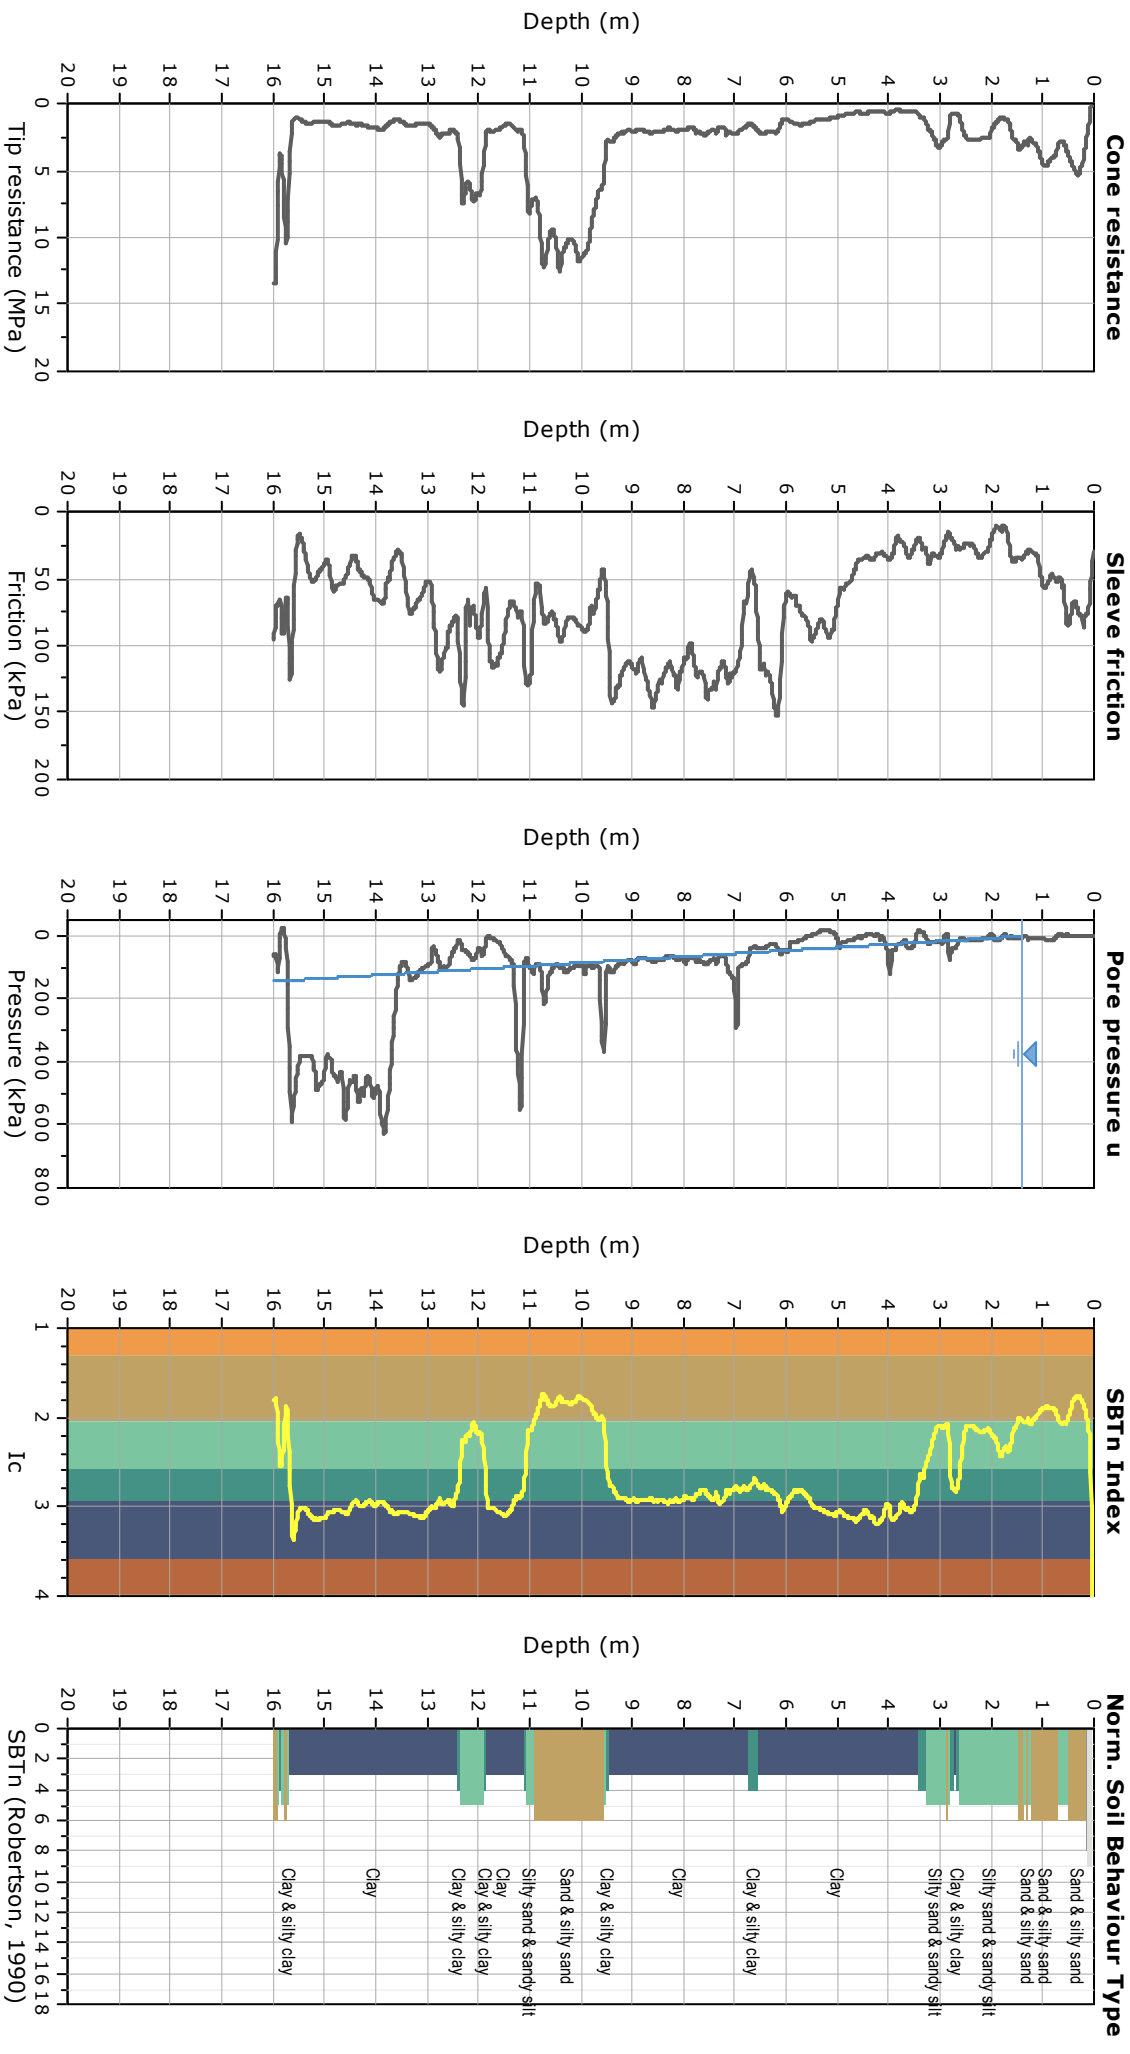 Cone resistance
Depth (m)
0
1
2
3
4
5
6
7
8
9
10
11
12
13
14
15
16
17
18
19
20
0 5 10 15 20
Tip resistance (MPa)
Sleeve friction
Depth (m)
0
1
2
3
4
5
6
7
8
9
10
11
12
13
14
15
16
17
18
19
20
0 50 100 150 200
Friction (kPa)
Pore pressure u
Depth (m)
0
1
2
3
4
5
6
7
8
9
10
11
12
13
14
15
16
17
18
19
20
0 200 400 600 800
Pressure (kPa)
SBTn Index
Depth (m)
0
1
2
3
4
5
6
7
8
9
10
11
12
13
14
15
16
17
18
19
20
1 2 3 4
Ic
Norm. Soil Behaviour Type
Depth (m)
0
1
2
3
4
5
6
7
8
9
10
11
12
13
14
15
16
17
18
19
20
Sand & silty sand
Sand & silty sand
Sand & silty sand
Silty sand & sandy silt
Clay & silty clay
Silty sand & sandy silt
Clay
Clay & silty clay
Clay
Clay & silty clay
Sand & silty sand
Silty sand & sandy silt
Clay
Clay & silty clay
Clay & silty clay
Clay
Clay & silty clay
0 2 4 6 8 10 12 14 16 18
SBTn (Robertson, 1990)